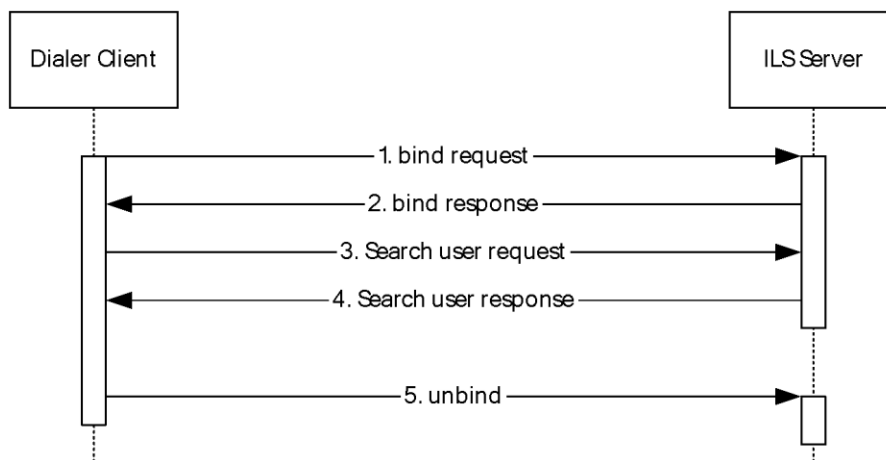 Dialer Client
ILS Server
1. bind request
2. bind response
3. Search user request
4. Search user response
5. unbind